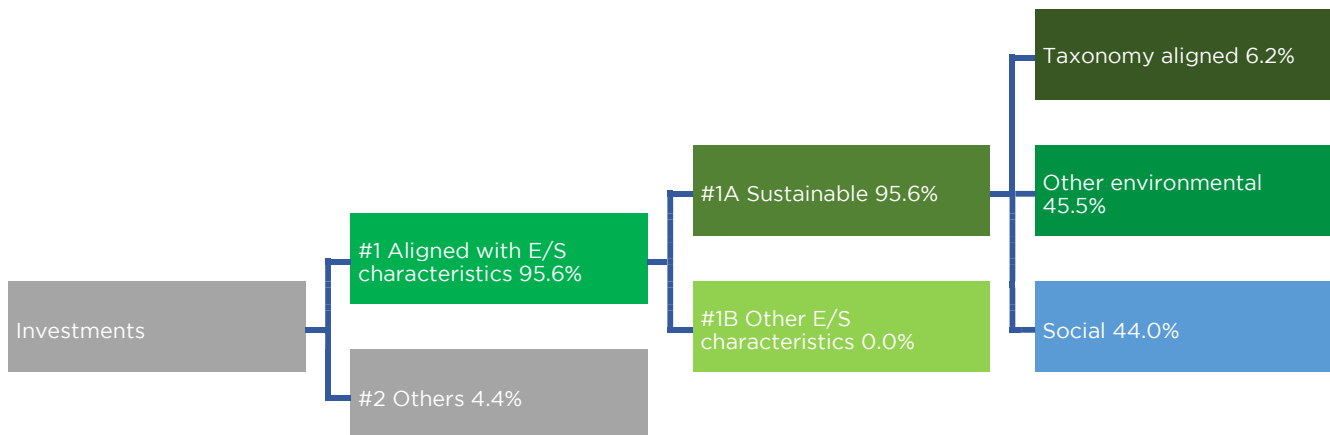 Investments
#1 Aligned with E/S
characteristics 95.6%
#2 Others 4.4%
#1A Sustainable 95.6%
#1B Other E/S
characteristics 0.0%
Taxonomy aligned 6.2%
Other environmental
45.5%
Social 44.0%